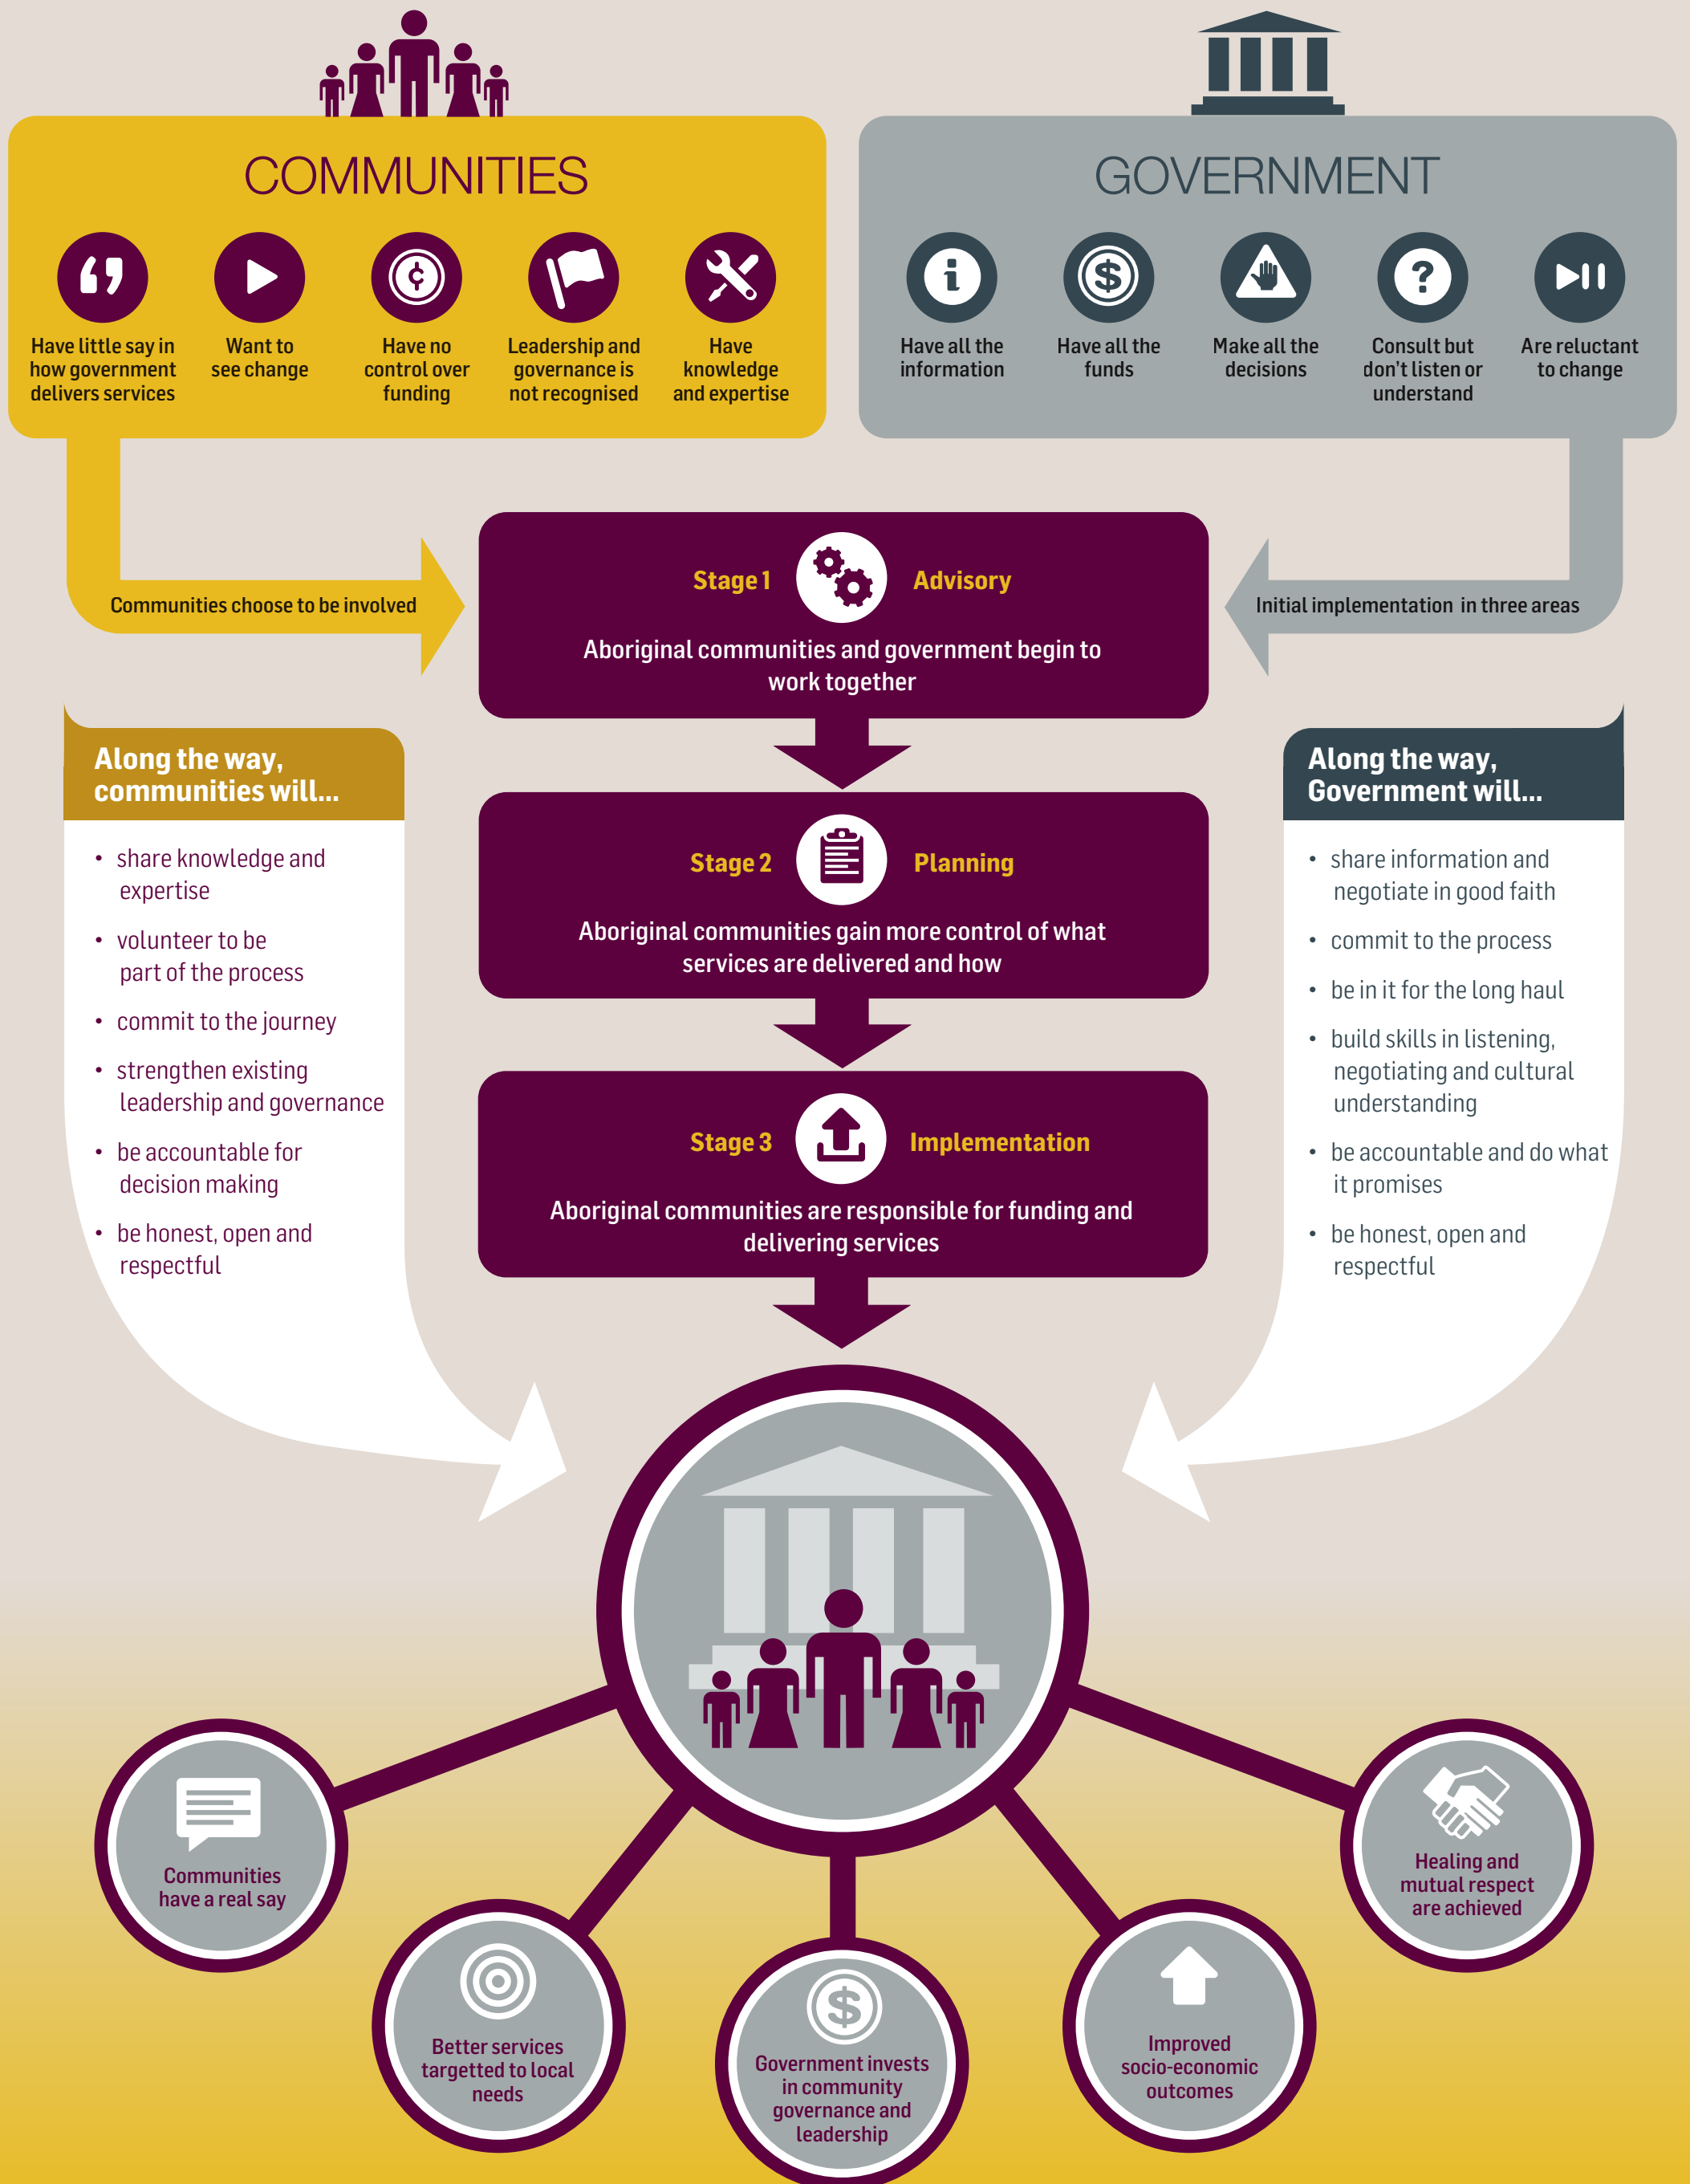 COMMUNITIES
Have little say in
how government
delivers services
Want to
see change
Have no
control over
funding
Leadership and
governance is
not recognised
Have
knowledge
and expertise
GOVERNMENT
Have all the
information
Have all the
funds
Make all the
decisions
Consult but
don't listen or
understand
Are reluctant
to change
Communities choose to be involved
Stage 1 Advisory
Aboriginal communities and government begin to
work together
Initial implementation in three areas
Along the way,
communities will...
• share knowledge and
expertise
• volunteer to be
part of the process
• commit to the journey
• strengthen existing
leadership and governance
• be accountable for
decision making
• be honest, open and
respectful
Stage 2 Planning
Aboriginal communities gain more control of what
services are delivered and how
Stage 3 Implementation
Aboriginal communities are responsible for funding and
delivering services
Along the way,
Government will...
• share information and
negotiate in good faith
• commit to the process
• be in it for the long haul
• build skills in listening,
negotiating and cultural
understanding
• be accountable and do what
it promises
• be honest, open and
respectful
Communities
have a real say
Better services
targetted to local
needs
Government invests
in community
governance and
leadership
Improved
socio-economic
outcomes
Healing and
mutual respect
are achieved